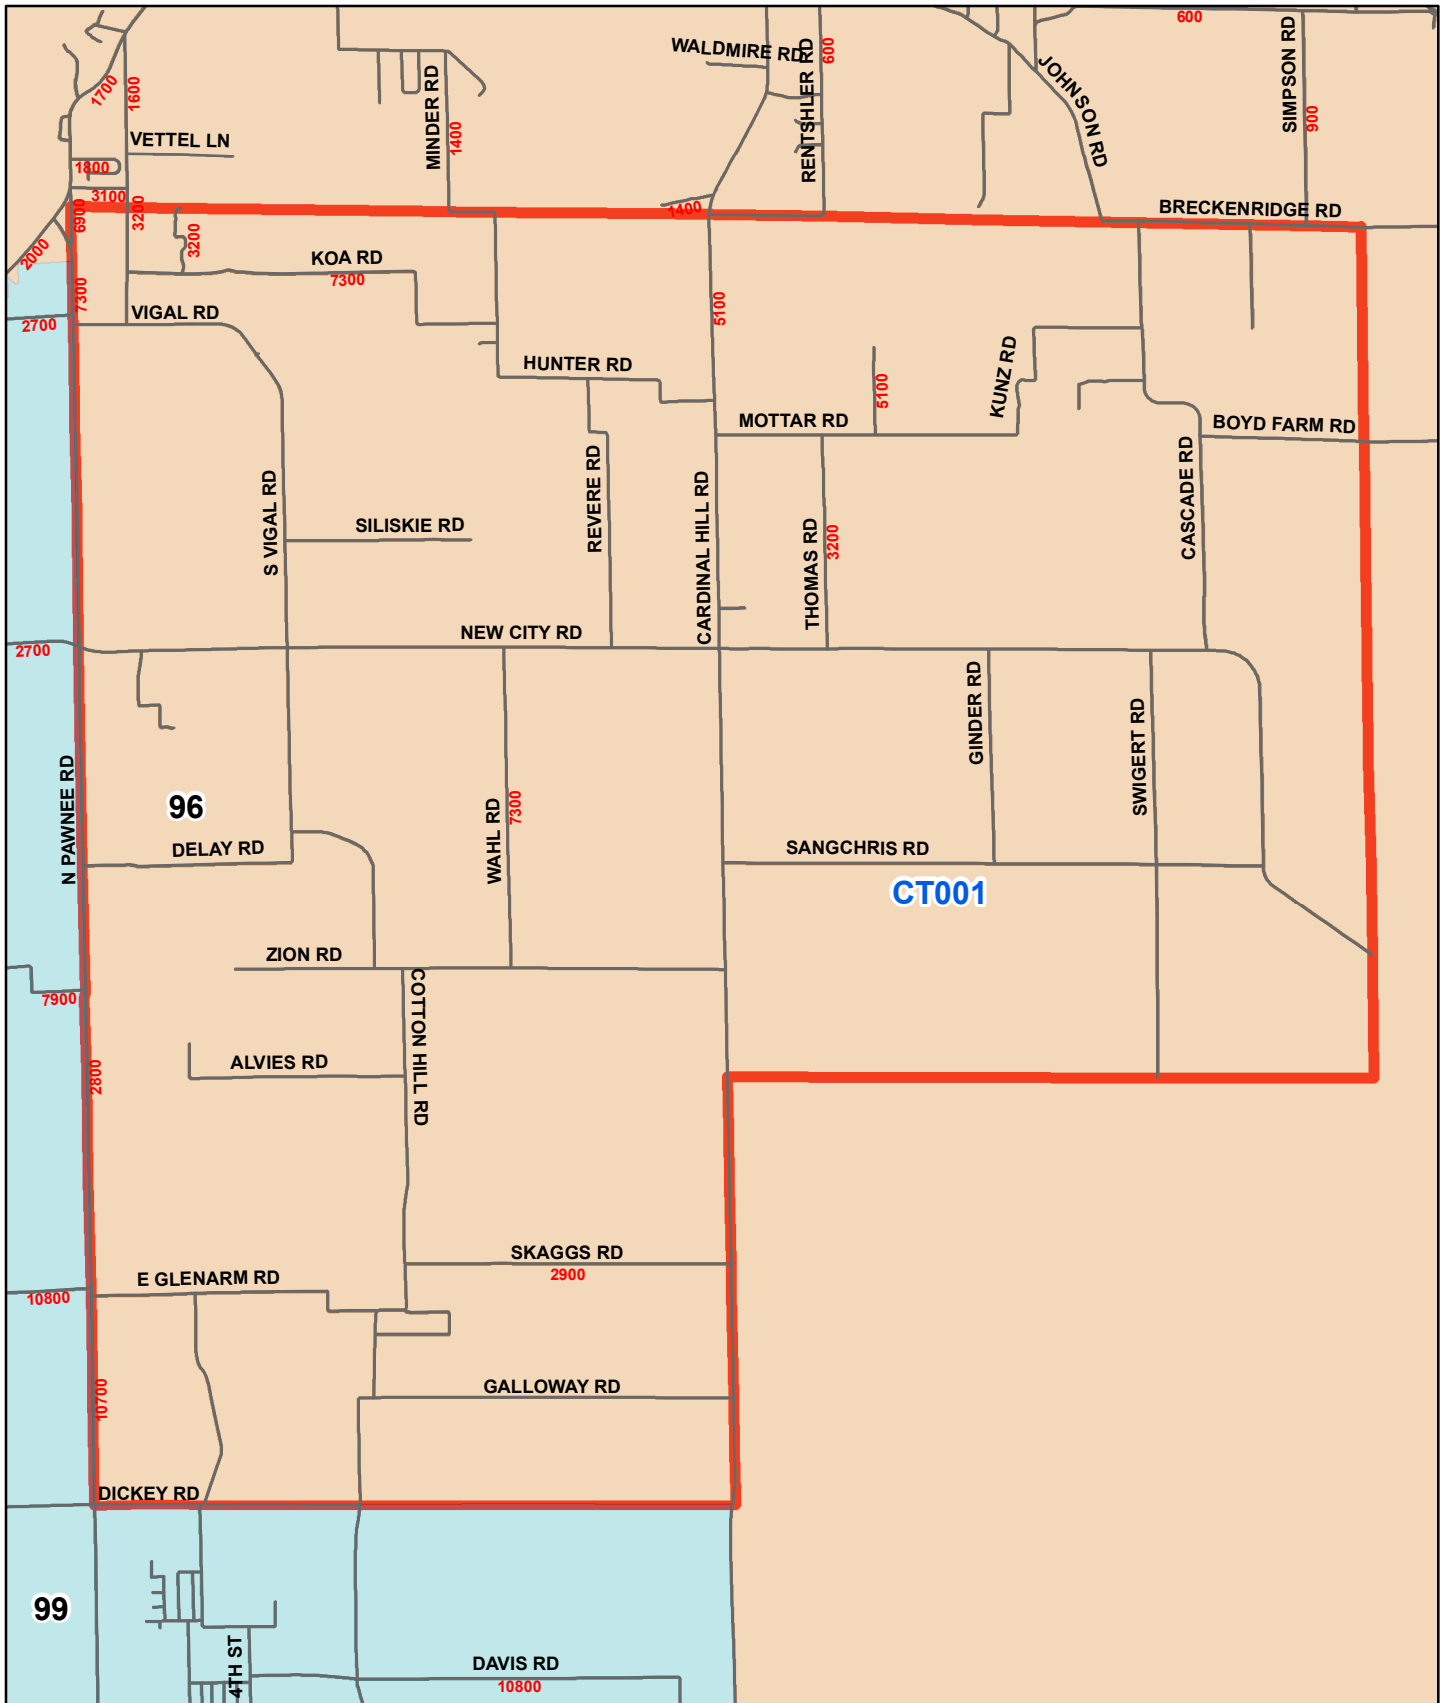 600
WALDMIRE RD
600
RENTSHLER RD
JOHNSON RD
SIMPSON RD
900
1700
1600
MINDER RD
1400
VETTEL LN
1800
3100
6900
3200
1400
BRECKENRIDGE RD
2000
3200
KOA RD
7300
7300
5100
VIGAL RD
2700
HUNTER RD
KUNZ RD
5100
MOTTAR RD
BOYD FARM RD
S VIGAL RD
REVERE RD
CARDINAL HILL RD
CASCADE RD
SILISKIE RD
THOMAS RD
3200
NEW CITY RD
2700
GINDER RD
SWIGERT RD
N PAWNEE RD
96
WAHL RD
7300
DELAY RD
SANGCHRIS RD
CT001
ZION RD
COTTON HILL RD
7900
2800
ALVIES RD
SKAGGS RD
2900
E GLENARM RD
10800
GALLOWAY RD
10700
DICKEY RD
99
4TH ST
DAVIS RD
10800